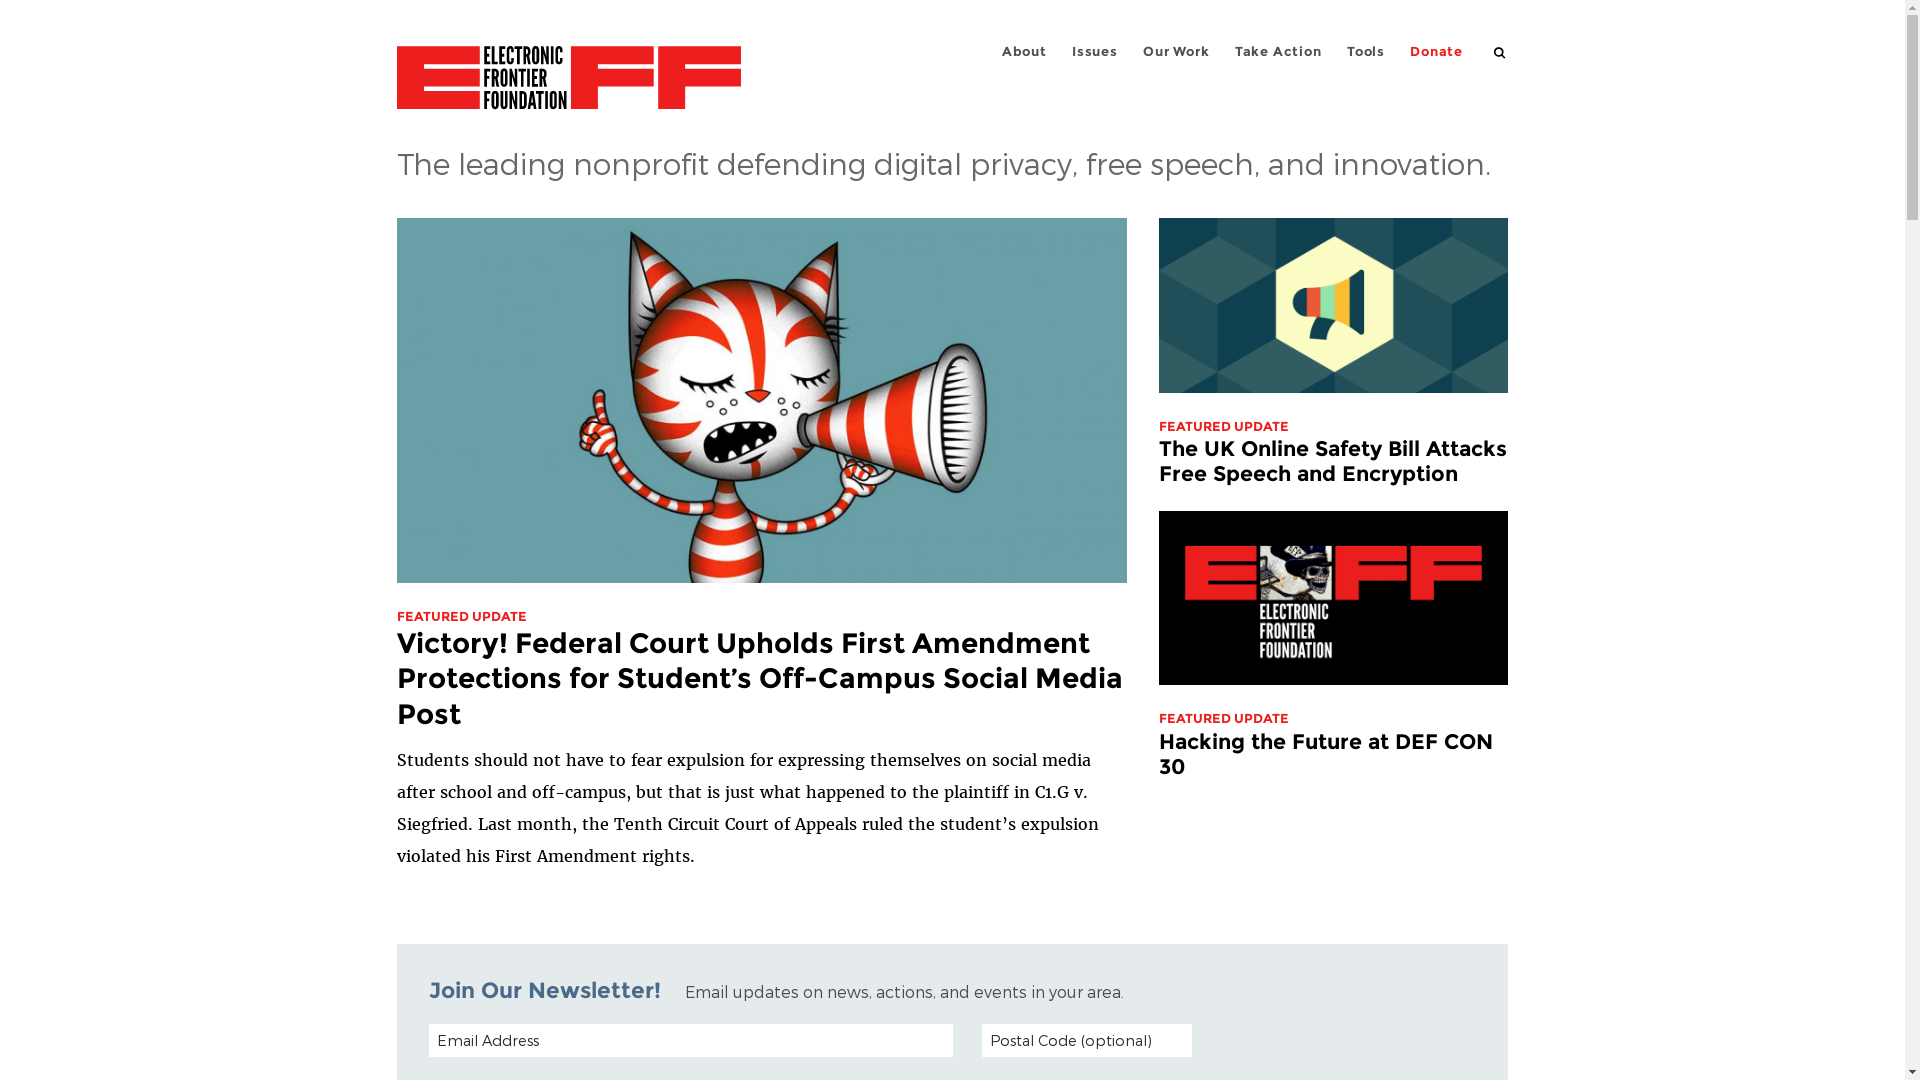 ELECTRONIC
FRONTIER
FOUNDATION
EFF
About Issues Our Work Take Action Tools Donate
The leading nonprofit defending digital privacy, free speech, and innovation.
FEATURED UPDATE
Victory! Federal Court Upholds First Amendment
Protections for Student’s Off-Campus Social Media
Post
Students should not have to fear expulsion for expressing themselves on social media
after school and off-campus, but that is just what happened to the plaintiff in C1.G v.
Siegfried. Last month, the Tenth Circuit Court of Appeals ruled the student’s expulsion
violated his First Amendment rights.
FEATURED UPDATE
The UK Online Safety Bill Attacks
Free Speech and Encryption
EFF
ELECTRONIC
FRONTIER
FOUNDATION
FEATURED UPDATE
Hacking the Future at DEF CON
30
Join Our Newsletter! Email updates on news, actions, and events in your area.
Email Address Postal Code (optional)